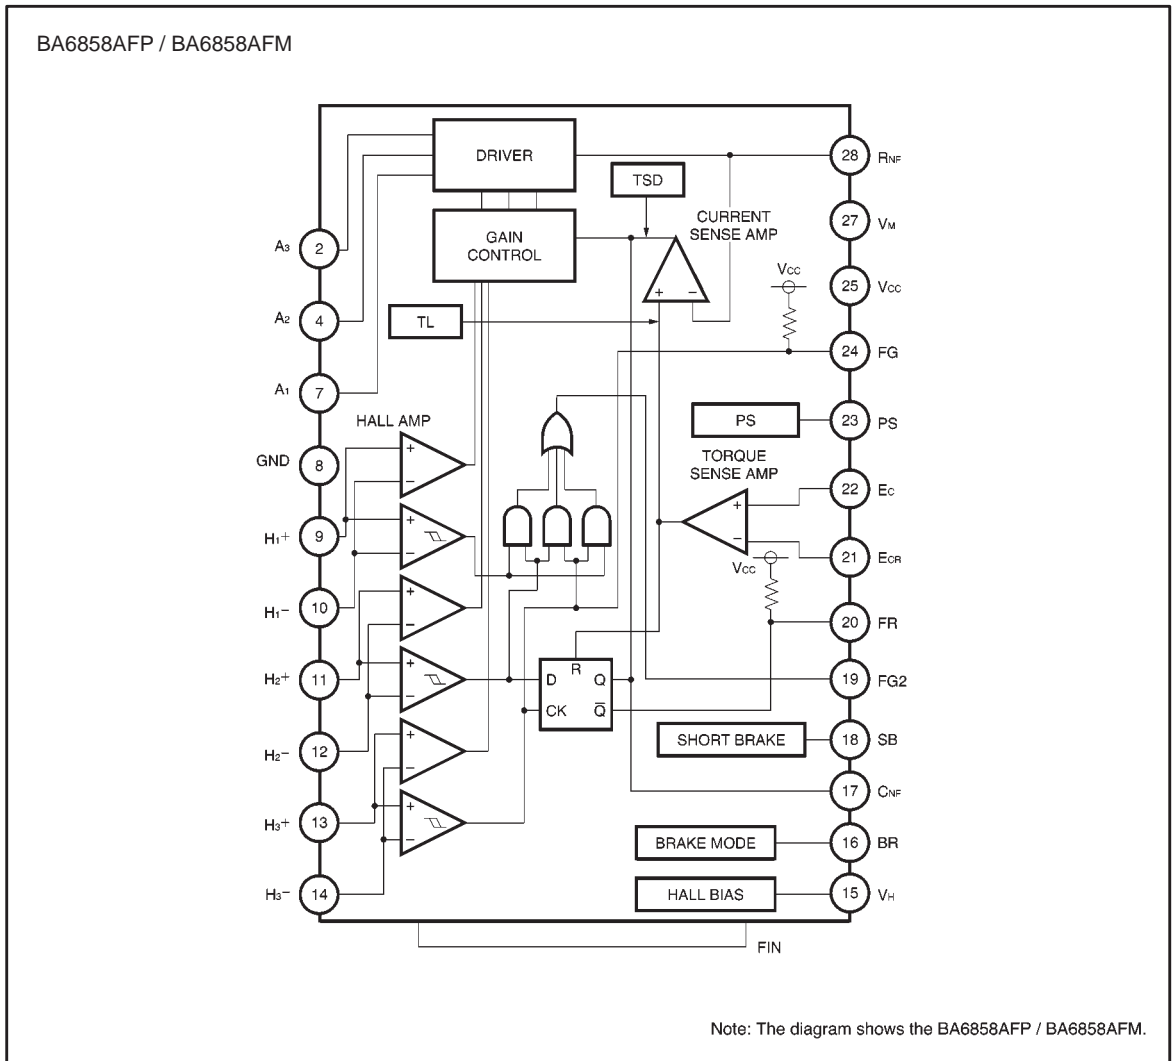 BA6858AFP / BA6858AFM
DRIVER
28 RNF
TSD
CURRENT
SENSE AMP
27 VM
GAIN
CONTROL
A3 2
VCC
25 VCC
A2 4
TL
24 FG
A1 7
PS
23 PS
HALL AMP
TORQUE
SENSE AMP
GND 8
+
−
+
−
22 EC
H1+ 9
+
−
+
−
21 ECR
VCC
H1− 10
+
−
20 FR
H2+ 11
+
−
R
D Q
CK Q̅
19 FG2
H2− 12
SHORT BRAKE
18 SB
+
−
17 CNF
H3+ 13
+
−
BRAKE MODE
16 BR
H3− 14
HALL BIAS
15 VH
FIN
Note: The diagram shows the BA6858AFP / BA6858AFM.